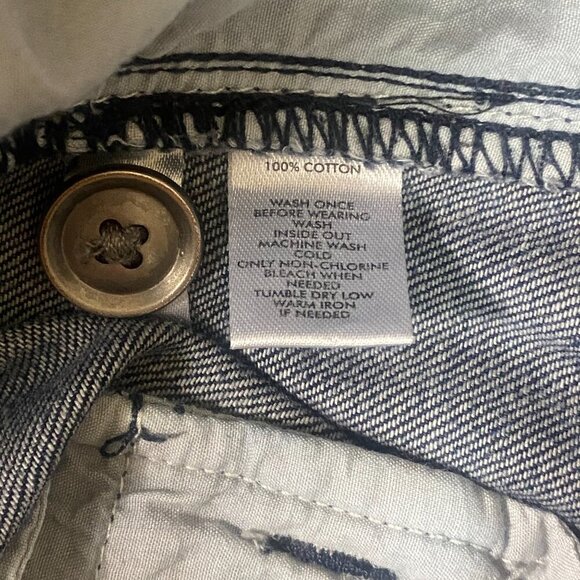 100% COTTON
WASH ONCE
BEFORE WEARING
WASH
INSIDE OUT
MACHINE WASH
COLD
ONLY NON-CHLORINE
BLEACH WHEN
NEEDED
TUMBLE DRY LOW
WARM IRON
IF NEEDED